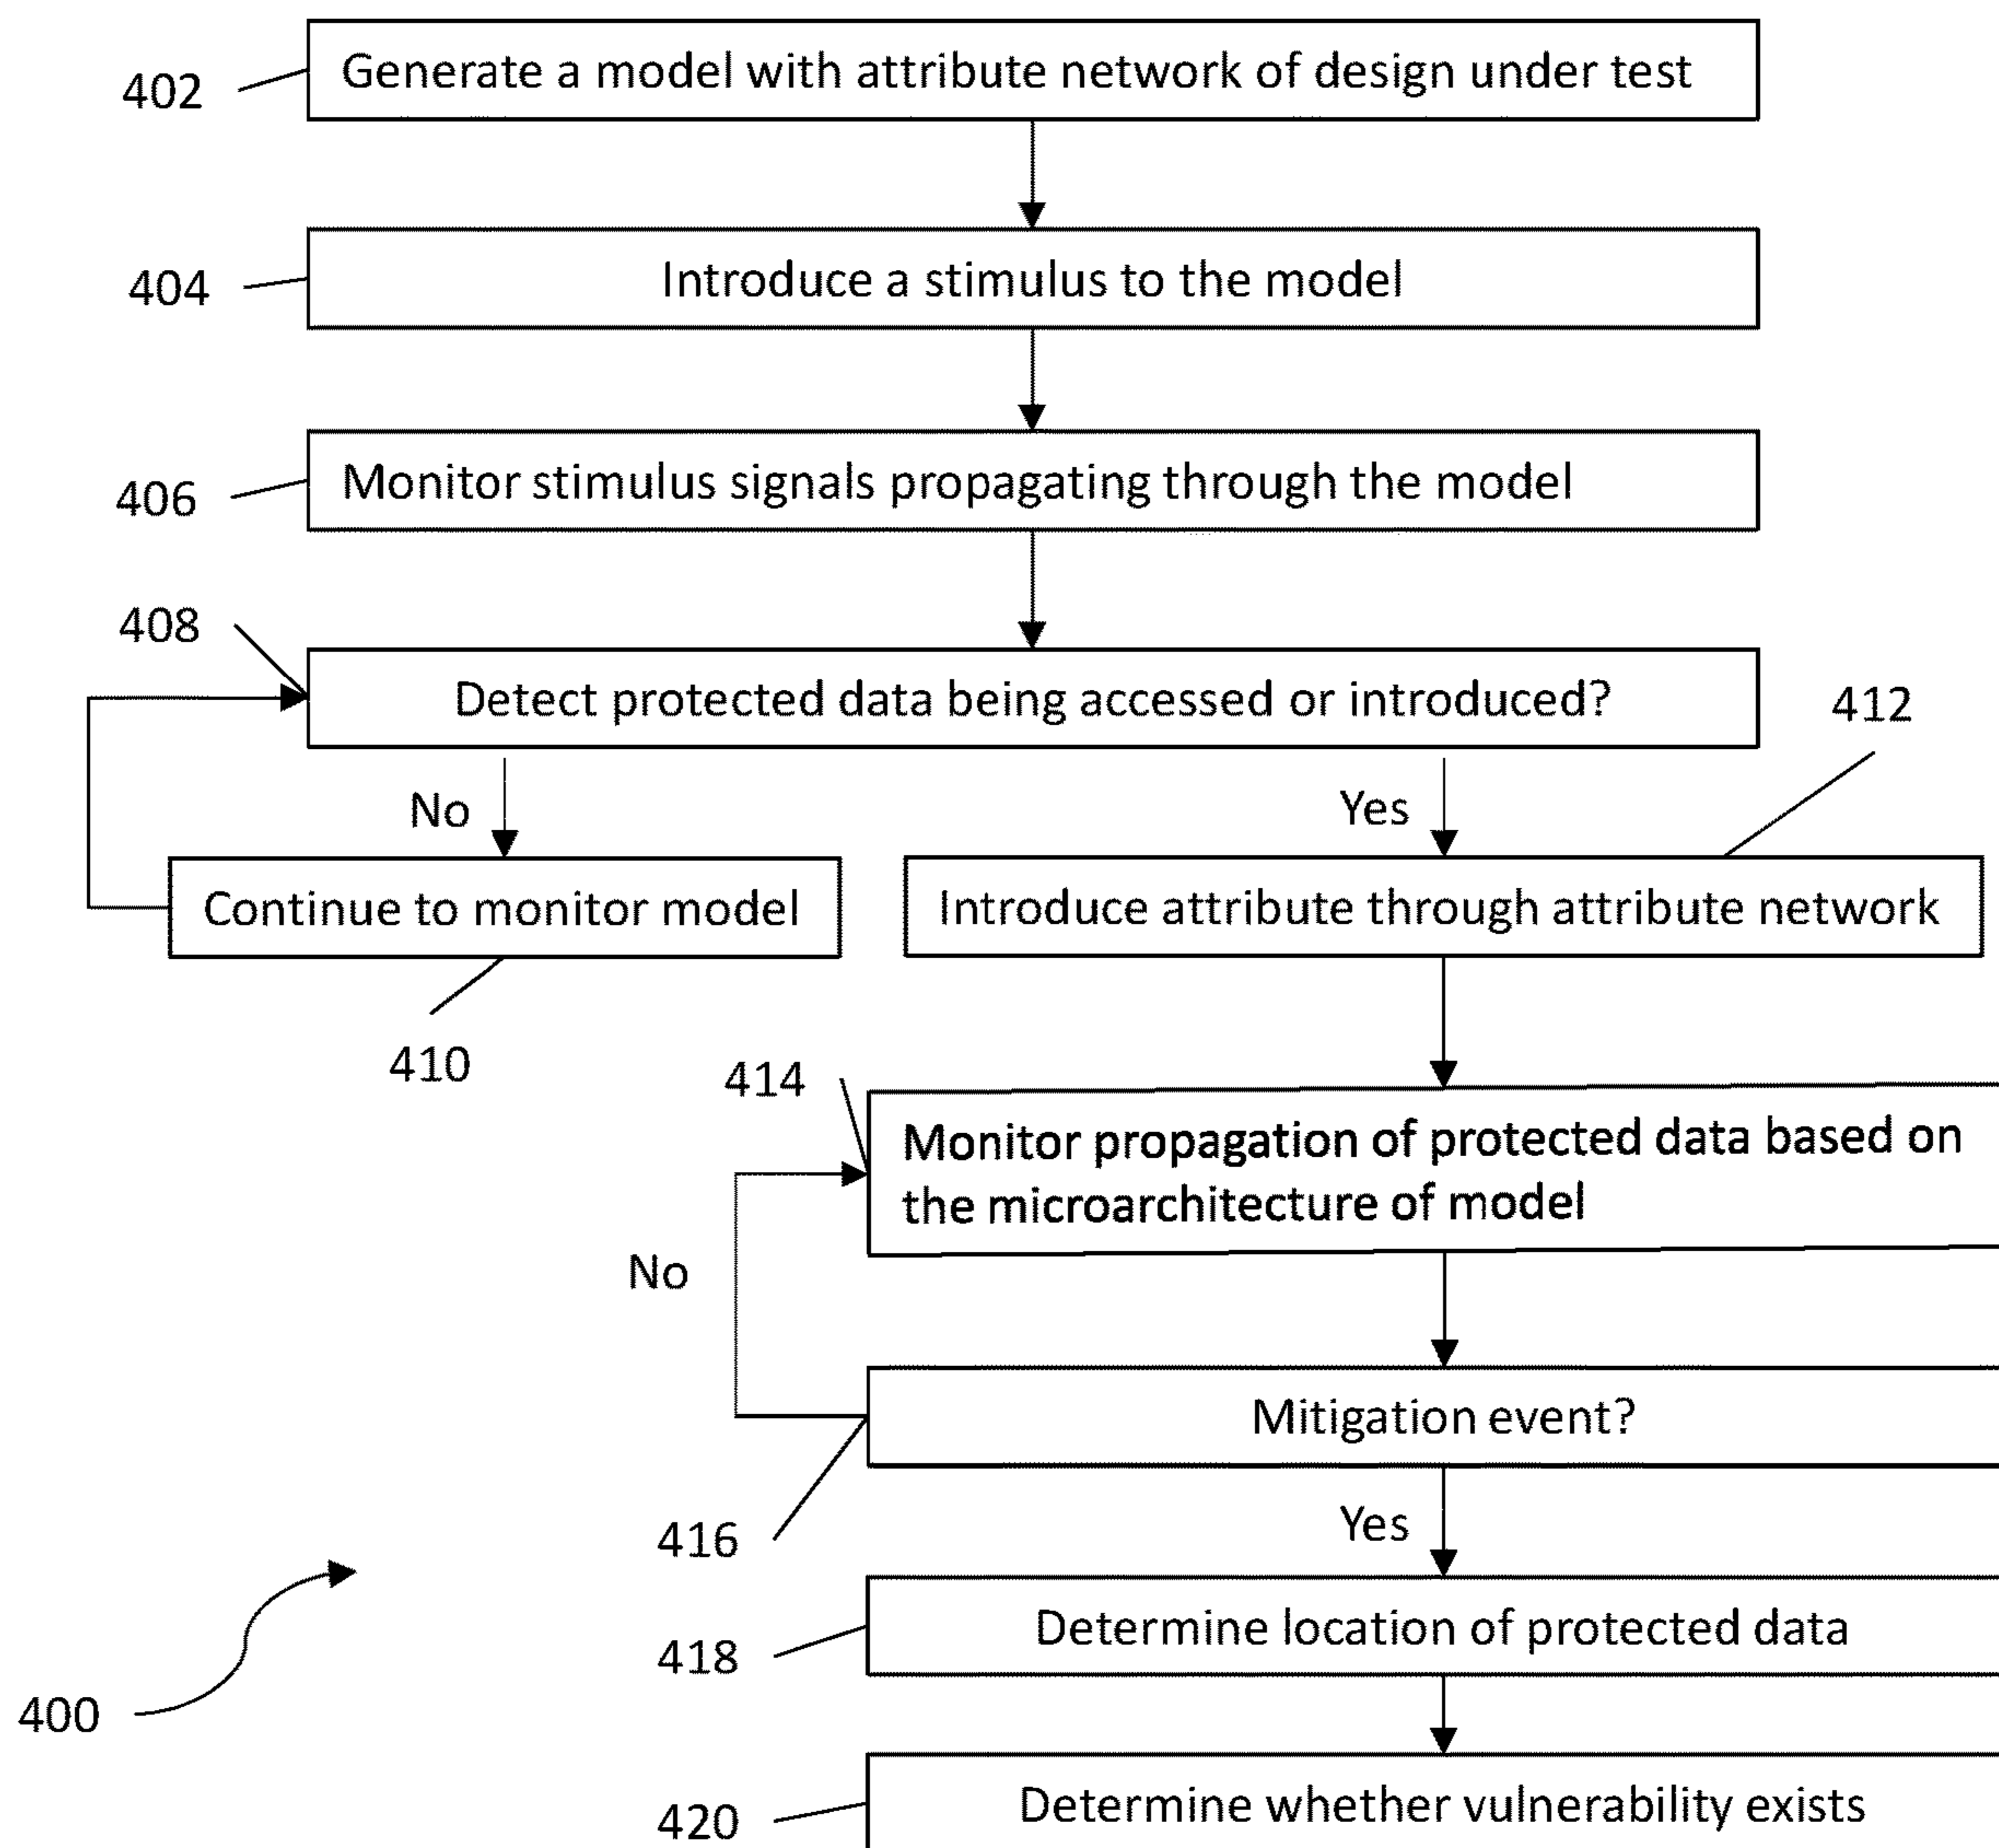 402
Generate a model with attribute network of design under test
404
Introduce a stimulus to the model
406
Monitor stimulus signals propagating through the model
408
Detect protected data being accessed or introduced?
412
No
Yes
Continue to monitor model
Introduce attribute through attribute network
410
414
Monitor propagation of protected data based on
the microarchitecture of model
No
Mitigation event?
416
Yes
Determine location of protected data
418
400
Determine whether vulnerability exists
420